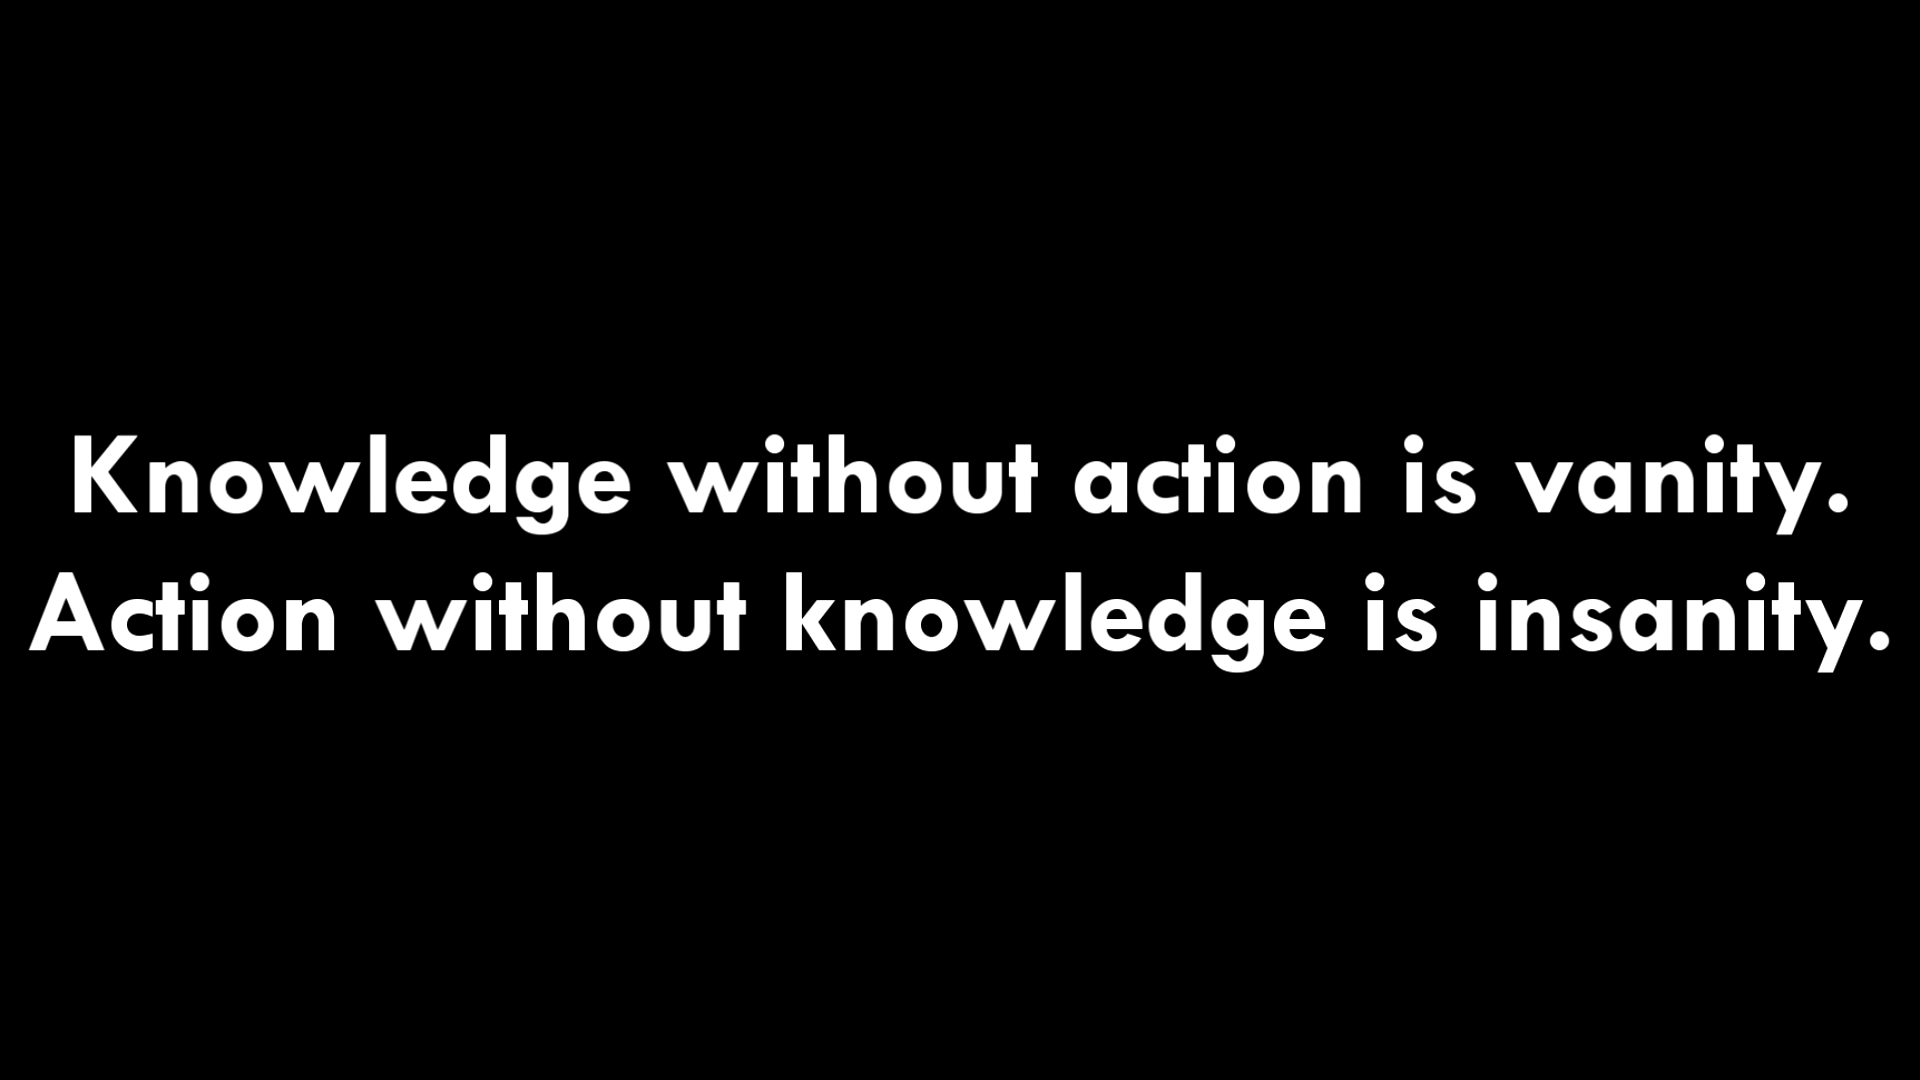 Knowledge without action is vanity.
Action without knowledge is insanity.